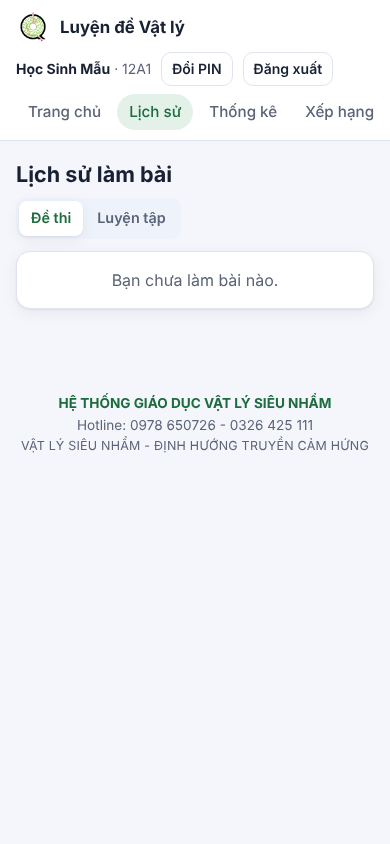 Luyện đề Vật lý
Học Sinh Mẫu · 12A1 Đổi PIN Đăng xuất
Trang chủ Lịch sử Thống kê Xếp hạng
Lịch sử làm bài
Đề thi Luyện tập
Bạn chưa làm bài nào.
HỆ THỐNG GIÁO DỤC VẬT LÝ SIÊU NHẨM
Hotline: 0978 650726 - 0326 425 111
VẬT LÝ SIÊU NHẨM - ĐỊNH HƯỚNG TRUYỀN CẢM HỨNG